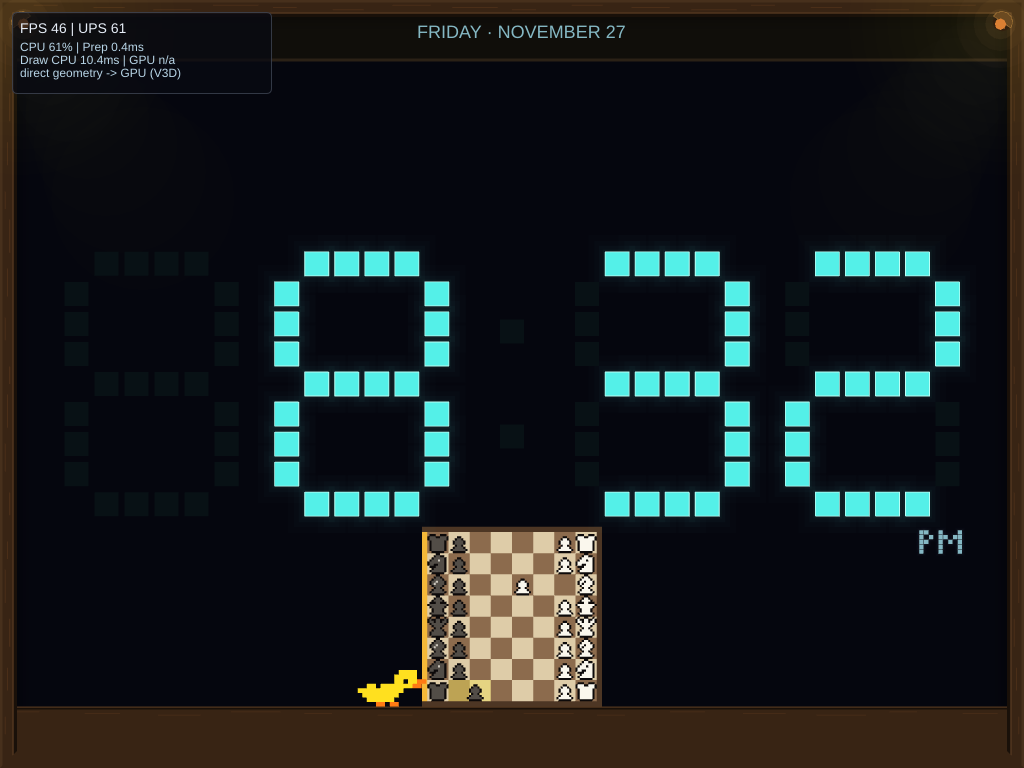 FPS 46 | UPS 61
CPU 61% | Prep 0.4ms
Draw CPU 10.4ms | GPU n/a
direct geometry -> GPU (V3D)
FRIDAY · NOVEMBER 27
8:32
PM